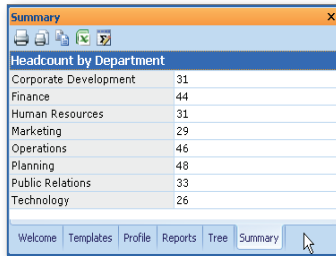 Summary
Headcount by Department
Corporate Development 31
Finance 44
Human Resources 31
Marketing 29
Operations 46
Planning 48
Public Relations 33
Technology 26
Welcome Templates Profile Reports Tree Summary